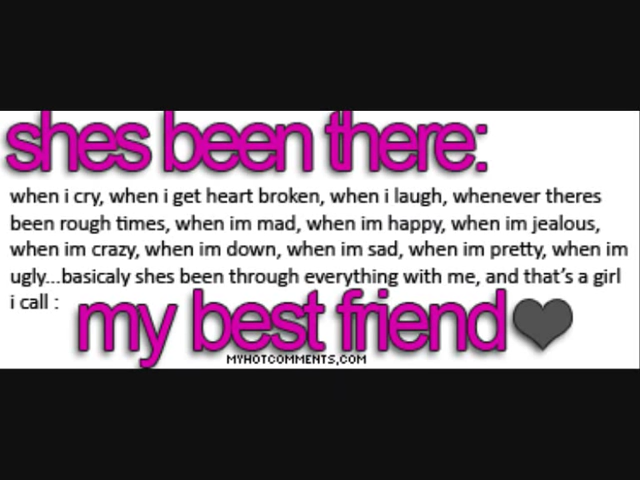 shes been there:
when i cry, when i get heart broken, when i laugh, whenever theres
been rough times, when im mad, when im happy, when im jealous,
when im crazy, when im down, when im sad, when im pretty, when im
ugly...basicaly shes been through everything with me, and that's a girl
i call :
my best friend
MYHOTCOMMENTS.COM